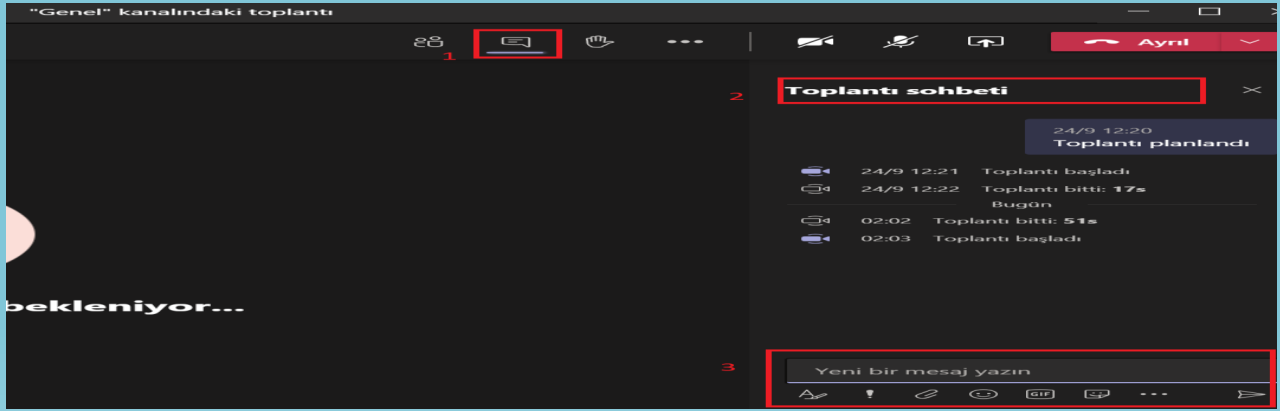 "Genel" kanalındaki toplantı
Ayrıl
1
2
Toplantı sohbeti
24/9 12:20
Toplantı planlandı
24/9 12:21 Toplantı başladı
24/9 12:22 Toplantı bitti: 17s
Bugün
02:02 Toplantı bitti: 51s
02:03 Toplantı başladı
bekleniyor...
3
Yeni bir mesaj yazın
GIF